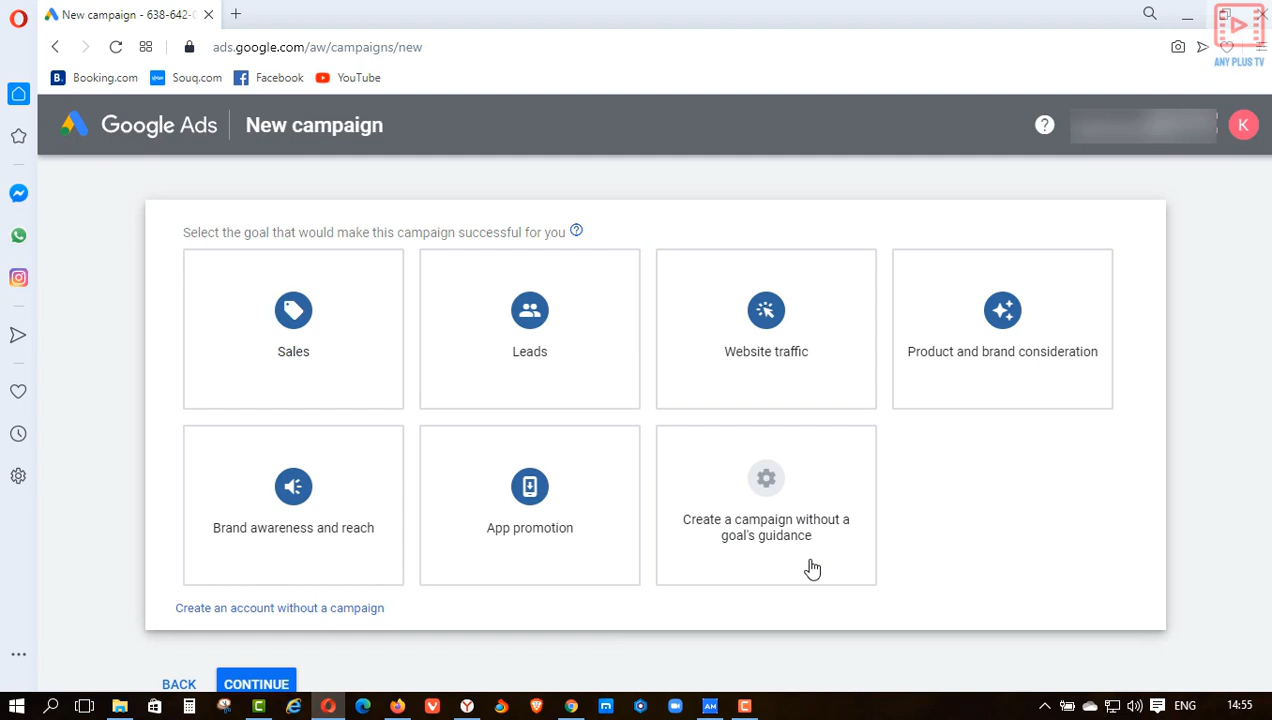 New campaign - 638-642-
ANY PLUS TV
ads.google.com/aw/campaigns/new
B. Booking.com
Souq.com
Facebook
YouTube
Google Ads
New campaign
?
K
Select the goal that would make this campaign successful for you ?
Sales
Leads
Website traffic
Product and brand consideration
Brand awareness and reach
App promotion
Create a campaign without a
goal's guidance
Create an account without a campaign
BACK
CONTINUE
ENG
14:55